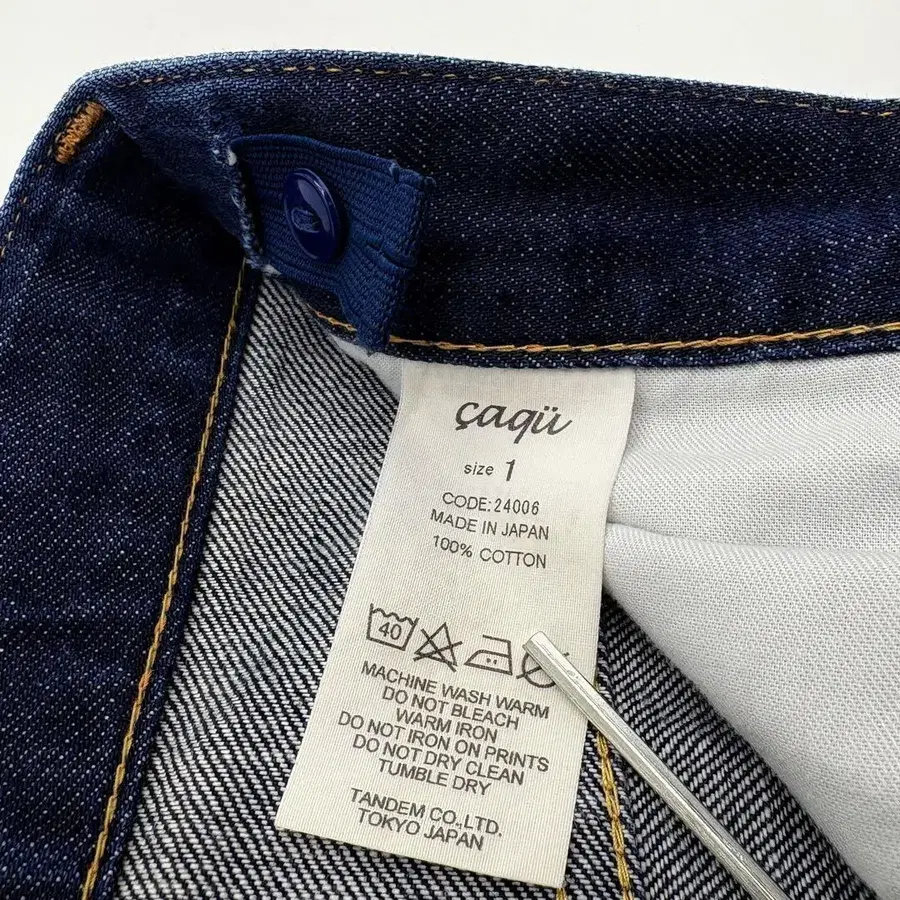 çaqü
size 1
CODE:24006
MADE IN JAPAN
100% COTTON
40
MACHINE WASH WARM
DO NOT BLEACH
WARM IRON
DO NOT IRON ON PRINTS
DO NOT DRY CLEAN
TUMBLE DRY
TANDEM CO.,LTD.
TOKYO JAPAN